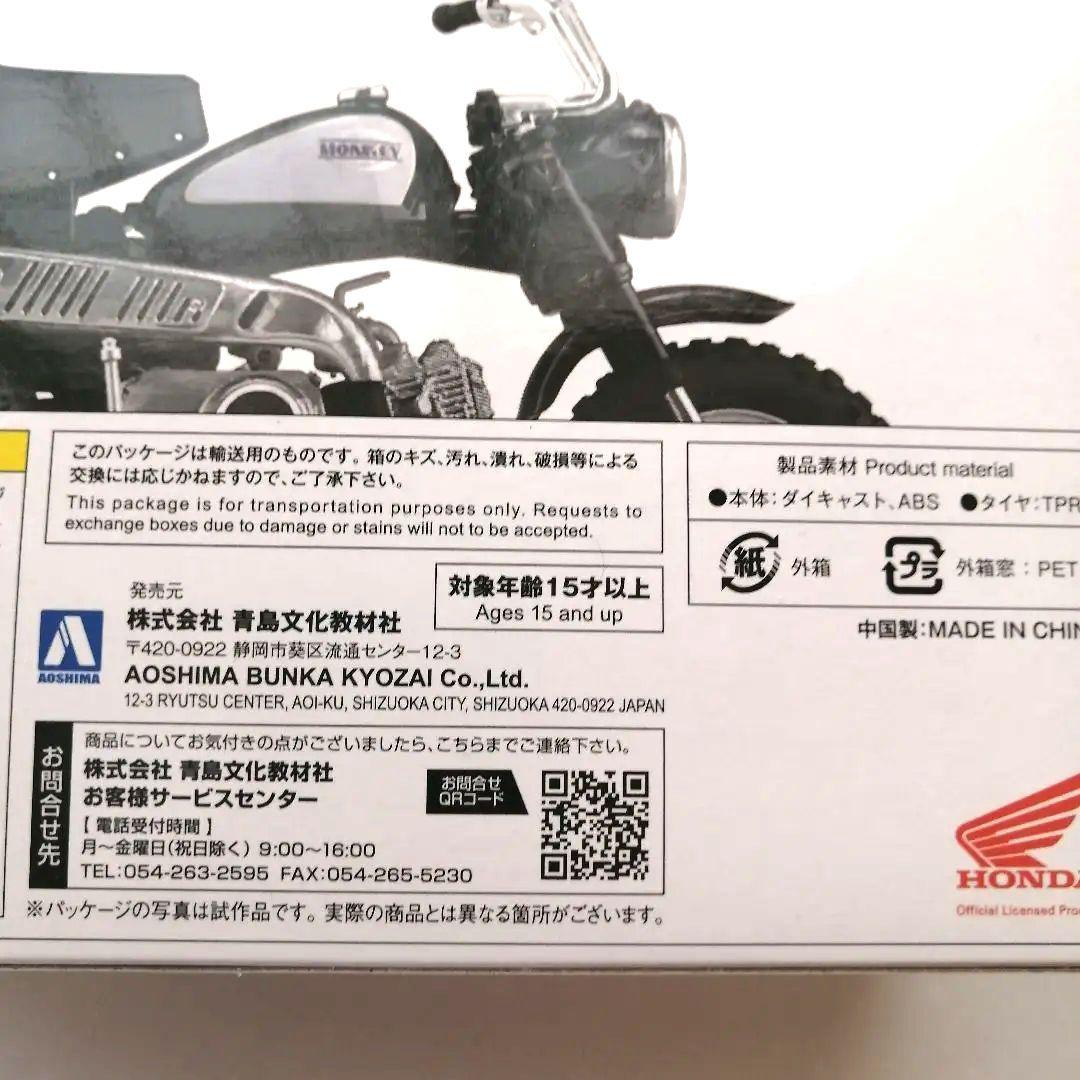 MONKEY
このパッケージは輸送用のものです。箱のキズ、汚れ、潰れ、破損等による
交換には応じかねますので、ご了承下さい。
This package is for transportation purposes only. Requests to
exchange boxes due to damage or stains will not to be accepted.
製品素材 Product material
●本体：ダイキャスト、ABS ●タイヤ：TPR
紙 外箱 プラ 外箱窓：PET
中国製：MADE IN CHIN
対象年齢15才以上
Ages 15 and up
発売元
株式会社 青島文化教材社
〒420-0922 静岡市葵区流通センター12-3
AOSHIMA BUNKA KYOZAI Co.,Ltd.
12-3 RYUTSU CENTER, AOI-KU, SHIZUOKA CITY, SHIZUOKA 420-0922 JAPAN
AOSHIMA
お問合せ先
商品についてお気付きの点がございましたら、こちらまでご連絡下さい。
株式会社 青島文化教材社
お客様サービスセンター
お問合せ
QRコード
【電話受付時間】
月～金曜日（祝日除く）9:00～16:00
TEL:054-263-2595 FAX:054-265-5230
※パッケージの写真は試作品です。実際の商品とは異なる箇所がございます。
HONDA
Official Licensed Pro